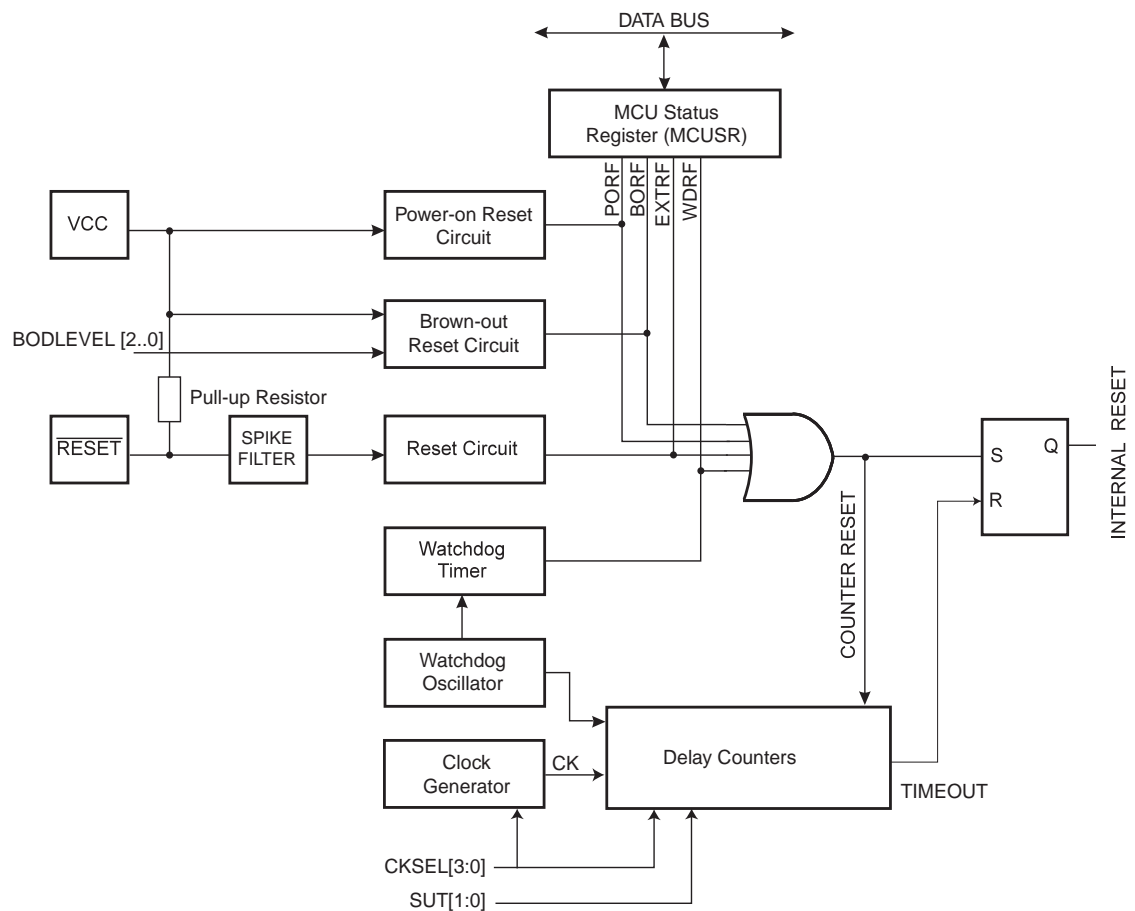 DATA BUS
MCU Status
Register (MCUSR)
PORF
BORF
EXTRF
WDRF
VCC
Power-on Reset
Circuit
BODLEVEL [2..0]
Brown-out
Reset Circuit
Pull-up Resistor
RESET
SPIKE
FILTER
Reset Circuit
S
Q
R
INTERNAL RESET
COUNTER RESET
Watchdog
Timer
Watchdog
Oscillator
Clock
Generator
CK
Delay Counters
TIMEOUT
CKSEL[3:0]
SUT[1:0]